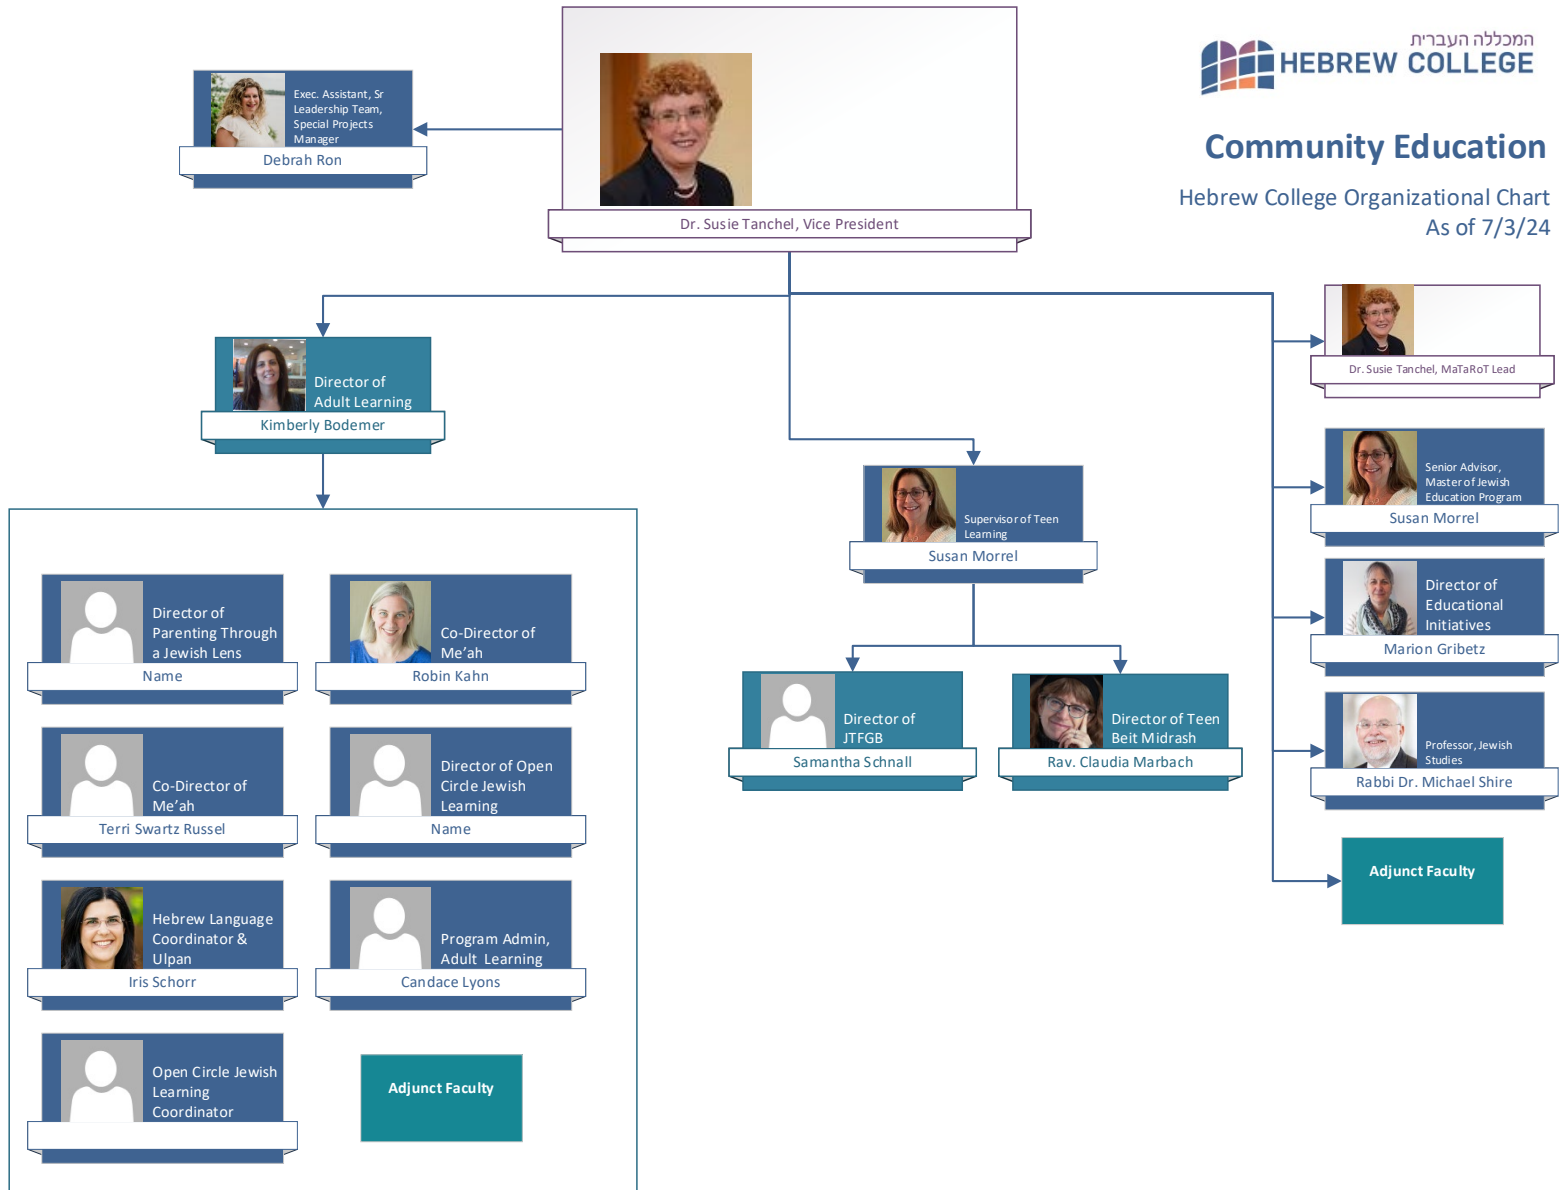 המכללה העברית
HEBREW COLLEGE
Community Education
Hebrew College Organizational Chart
As of 7/3/24
Exec. Assistant, Sr
Leadership Team,
Special Projects
Manager
Debrah Ron
Dr. Susie Tanchel, Vice President
Director of
Adult Learning
Kimberly Bodemer
Director of
Parenting Through
a Jewish Lens
Name
Co-Director of
Me’ah
Robin Kahn
Co-Director of
Me’ah
Terri Swartz Russel
Director of Open
Circle Jewish
Learning
Name
Hebrew Language
Coordinator &
Ulpan
Iris Schorr
Program Admin,
Adult Learning
Candace Lyons
Open Circle Jewish
Learning
Coordinator
Adjunct Faculty
Supervisor of Teen
Learning
Susan Morrel
Director of
JTFGB
Samantha Schnall
Director of Teen
Beit Midrash
Rav. Claudia Marbach
Dr. Susie Tanchel, MaTaRoT Lead
Senior Advisor,
Master of Jewish
Education Program
Susan Morrel
Director of
Educational
Initiatives
Marion Gribetz
Professor, Jewish
Studies
Rabbi Dr. Michael Shire
Adjunct Faculty